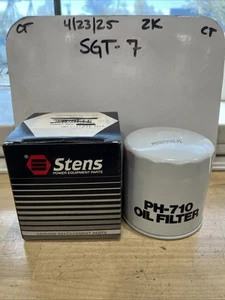 CT 4/23/25 2K CT
SGT-7
Stens
POWER EQUIPMENT PARTS
PH-710
OIL FILTER